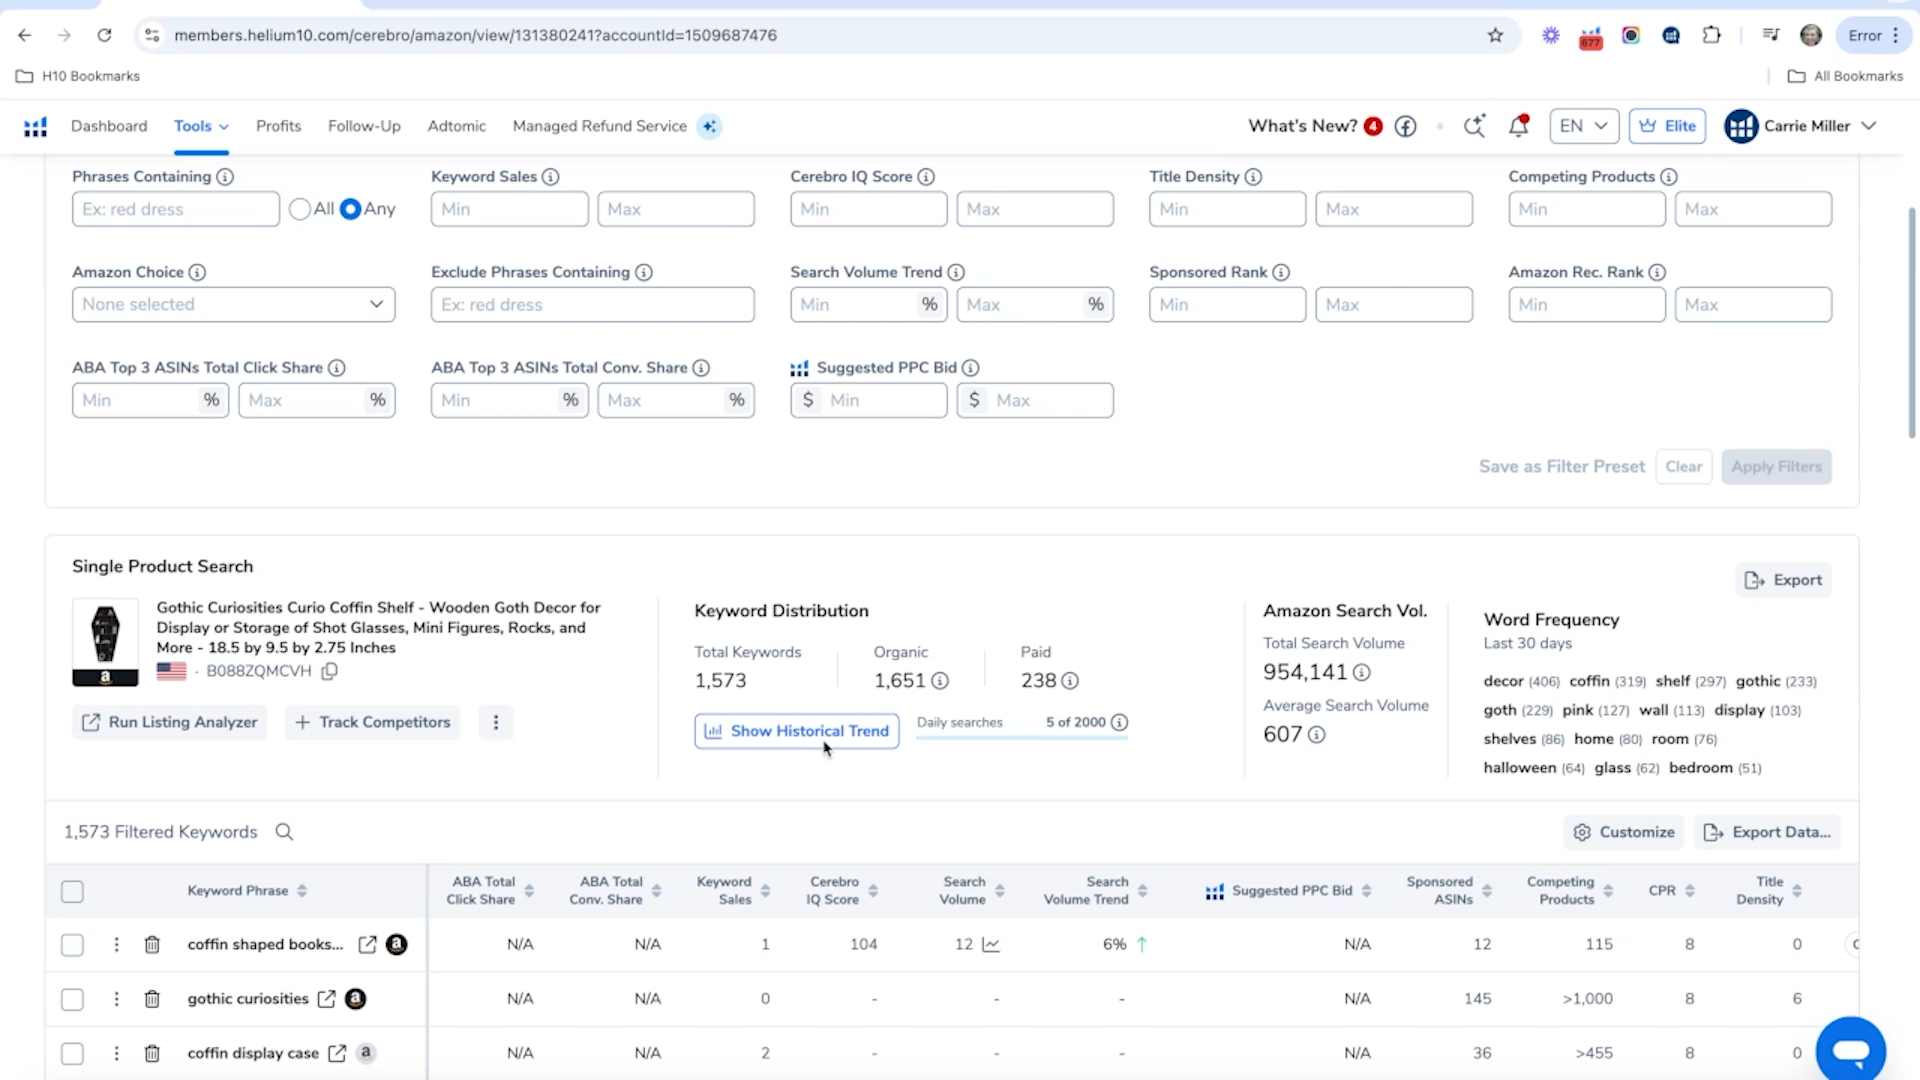 members.helium10.com/cerebro/amazon/view/131380241?accountId=1509687476
677
Error
H10 Bookmarks
All Bookmarks
Dashboard Tools Profits Follow-Up Adtomic Managed Refund Service
What's New? 4 EN Elite Carrie Miller
Phrases Containing Keyword Sales Cerebro IQ Score Title Density Competing Products
Ex: red dress All Any Min Max Min Max Min Max Min Max
Amazon Choice Exclude Phrases Containing Search Volume Trend Sponsored Rank Amazon Rec. Rank
None selected Ex: red dress Min % Max % Min Max Min Max
ABA Top 3 ASINs Total Click Share ABA Top 3 ASINs Total Conv. Share Suggested PPC Bid
Min % Max % Min % Max % $ Min $ Max
Save as Filter Preset Clear Apply Filters
Single Product Search
Export
Gothic Curiosities Curio Coffin Shelf - Wooden Goth Decor for
Display or Storage of Shot Glasses, Mini Figures, Rocks, and
More - 18.5 by 9.5 by 2.75 Inches
· B088ZQMCVH
Run Listing Analyzer + Track Competitors
Keyword Distribution
Total Keywords Organic Paid
1,573 1,651 238
Show Historical Trend Daily searches 5 of 2000
Amazon Search Vol.
Total Search Volume
954,141
Average Search Volume
607
Word Frequency
Last 30 days
decor (406) coffin (319) shelf (297) gothic (233)
goth (229) pink (127) wall (113) display (103)
shelves (86) home (80) room (76)
halloween (64) glass (62) bedroom (51)
1,573 Filtered Keywords
Customize Export Data...
Keyword Phrase ABA Total Click Share ABA Total Conv. Share Keyword Sales Cerebro IQ Score Search Volume Search Volume Trend Suggested PPC Bid Sponsored ASINs Competing Products CPR Title Density
coffin shaped books... N/A N/A 1 104 12 6% ↑ N/A 12 115 8 0
gothic curiosities N/A N/A 0 - - - N/A 145 >1,000 8 6
coffin display case N/A N/A 2 - - - N/A 36 >455 8 0